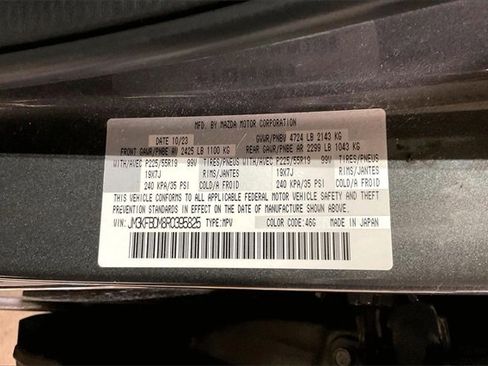 MFD. BY MAZDA MOTOR CORPORATION
DATE 10/23 GVWR/PNBV 4724 LB 2143 KG
FRONT GAWR/PNBE AV 2425 LB 1100 KG REAR GAWR/PNBE AR 2299 LB 1043 KG
WITH/AVEC P225/55R19 99V TIRES/PNEUS WITH/AVEC P225/55R19 99V TIRES/PNEUS
19X7J RIMS/JANTES 19X7J RIMS/JANTES
240 KPA/35 PSI COLD/A FROID 240 KPA/35 PSI COLD/A FROID
THIS VEHICLE CONFORMS TO ALL APPLICABLE FEDERAL MOTOR VEHICLE SAFETY AND THEFT
PREVENTION STANDARDS IN EFFECT ON THE DATE OF MANUFACTURE SHOWN ABOVE.
VIN: JM3KFBDM8R0395825 TYPE:MPV COLOR CODE:46G MADE IN JAPAN